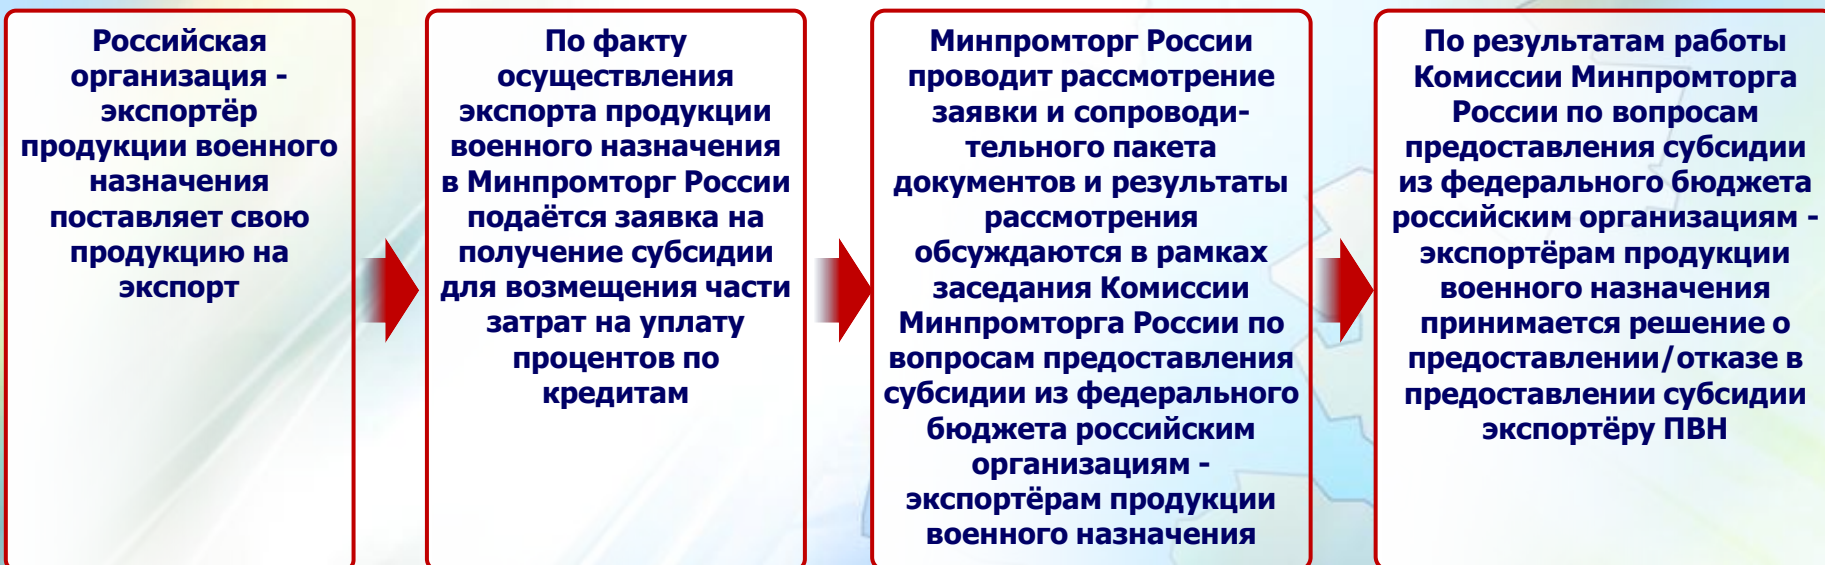 Российская
организация -
экспортёр
продукции военного
назначения
поставляет свою
продукцию на
экспорт
По факту
осуществления
экспорта продукции
военного назначения
в Минпромторг России
подаётся заявка на
получение субсидии
для возмещения части
затрат на уплату
процентов по
кредитам
Минпромторг России
проводит рассмотрение
заявки и сопроводи-
тельного пакета
документов и результаты
рассмотрения
обсуждаются в рамках
заседания Комиссии
Минпромторга России по
вопросам предоставления
субсидии из федерального
бюджета российским
организациям -
экспортёрам продукции
военного назначения
По результатам работы
Комиссии Минпромторга
России по вопросам
предоставления субсидии
из федерального бюджета
российским организациям -
экспортёрам продукции
военного назначения
принимается решение о
предоставлении/отказе в
предоставлении субсидии
экспортёру ПВН